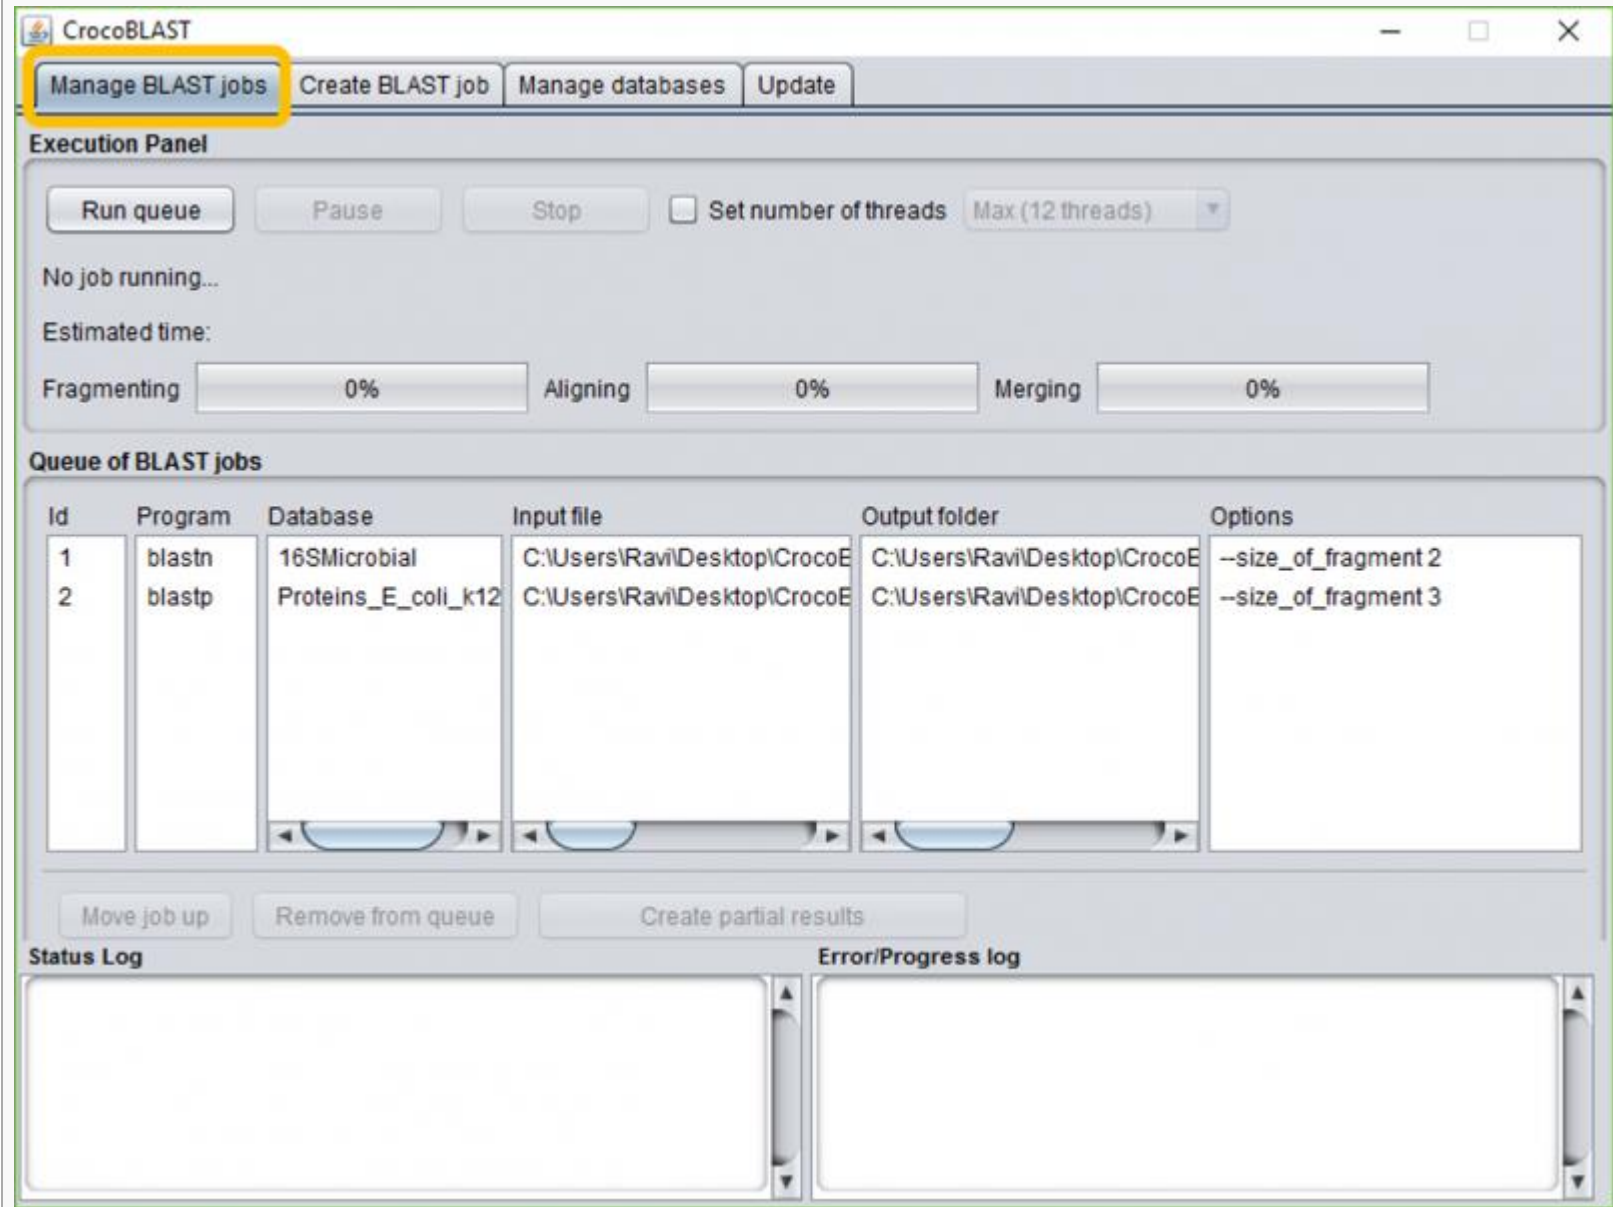 CrocoBLAST
Manage BLAST jobs Create BLAST job Manage databases Update
Execution Panel
Run queue Pause Stop Set number of threads Max (12 threads)
No job running...
Estimated time:
Fragmenting 0% Aligning 0% Merging 0%
Queue of BLAST jobs
Id Program Database Input file Output folder Options
1 blastn 16SMicrobial C:\Users\Ravi\Desktop\CrocoE C:\Users\Ravi\Desktop\CrocoE --size_of_fragment 2
2 blastp Proteins_E_coli_k12 C:\Users\Ravi\Desktop\CrocoE C:\Users\Ravi\Desktop\CrocoE --size_of_fragment 3
Move job up Remove from queue Create partial results
Status Log Error/Progress log